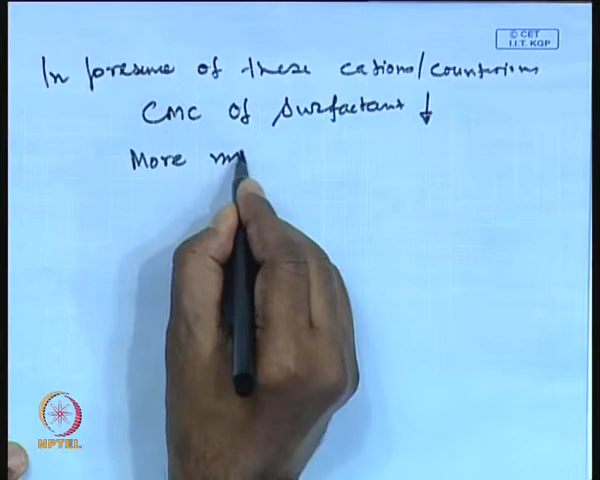 © CET
I.I.T. KGP
In presence of these cations/counterions
CMC of surfactant ↓
More m
NPTEL